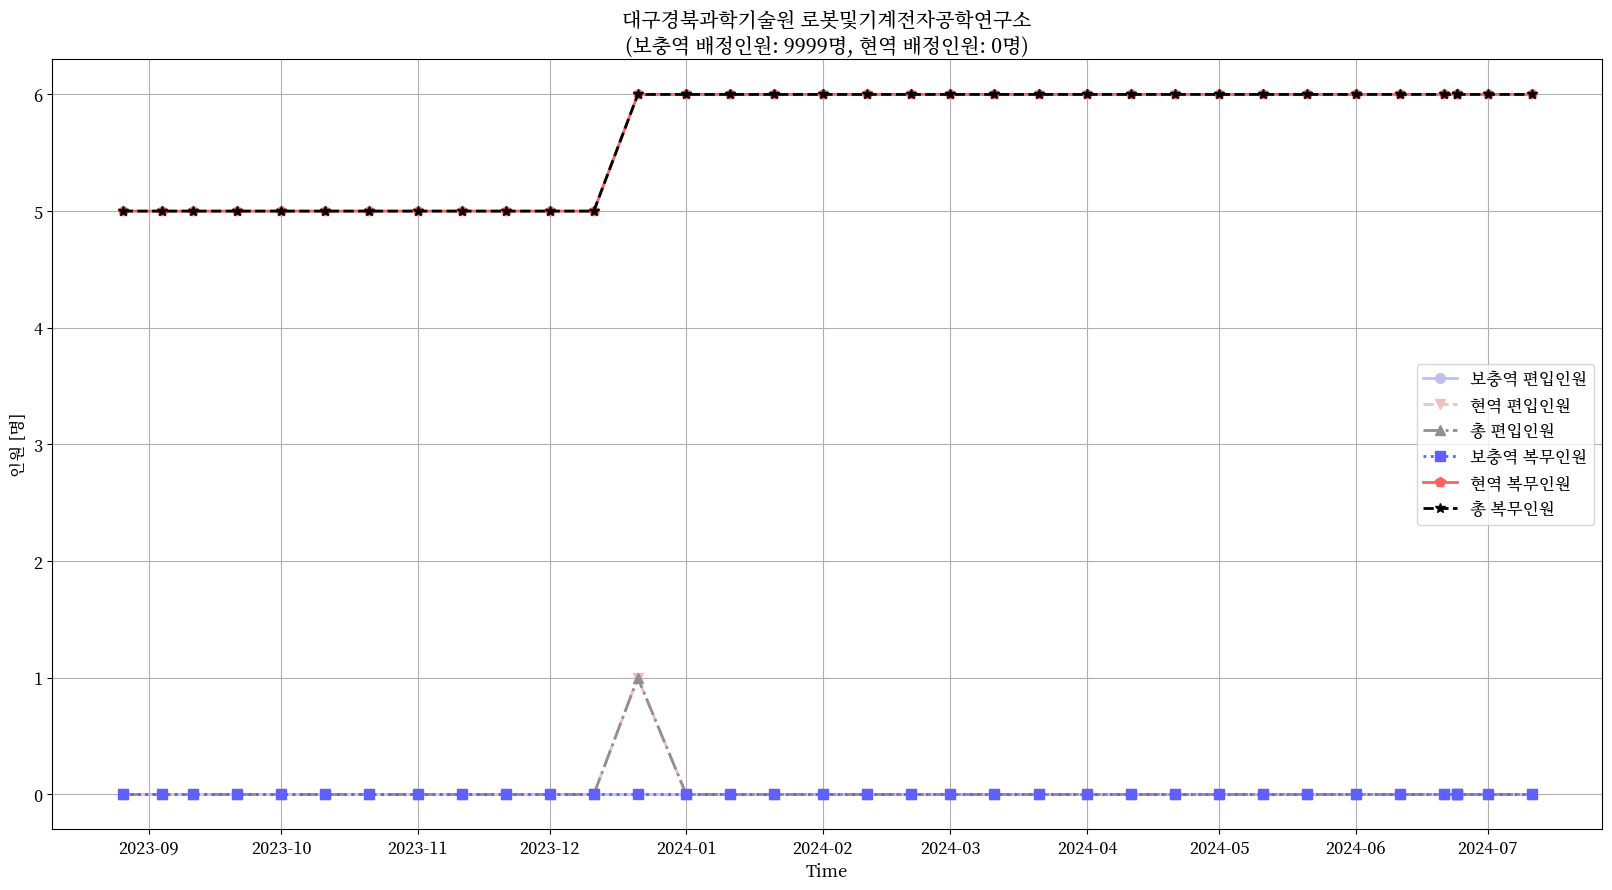 대구경북과학기술원 로봇및기계전자공학연구소
(보충역 배정인원: 9999명, 현역 배정인원: 0명)
6
5
4
3
2
1
0
인원 [명]
보충역 편입인원
현역 편입인원
총 편입인원
보충역 복무인원
현역 복무인원
총 복무인원
2023-09 2023-10 2023-11 2023-12 2024-01 2024-02 2024-03 2024-04 2024-05 2024-06 2024-07
Time